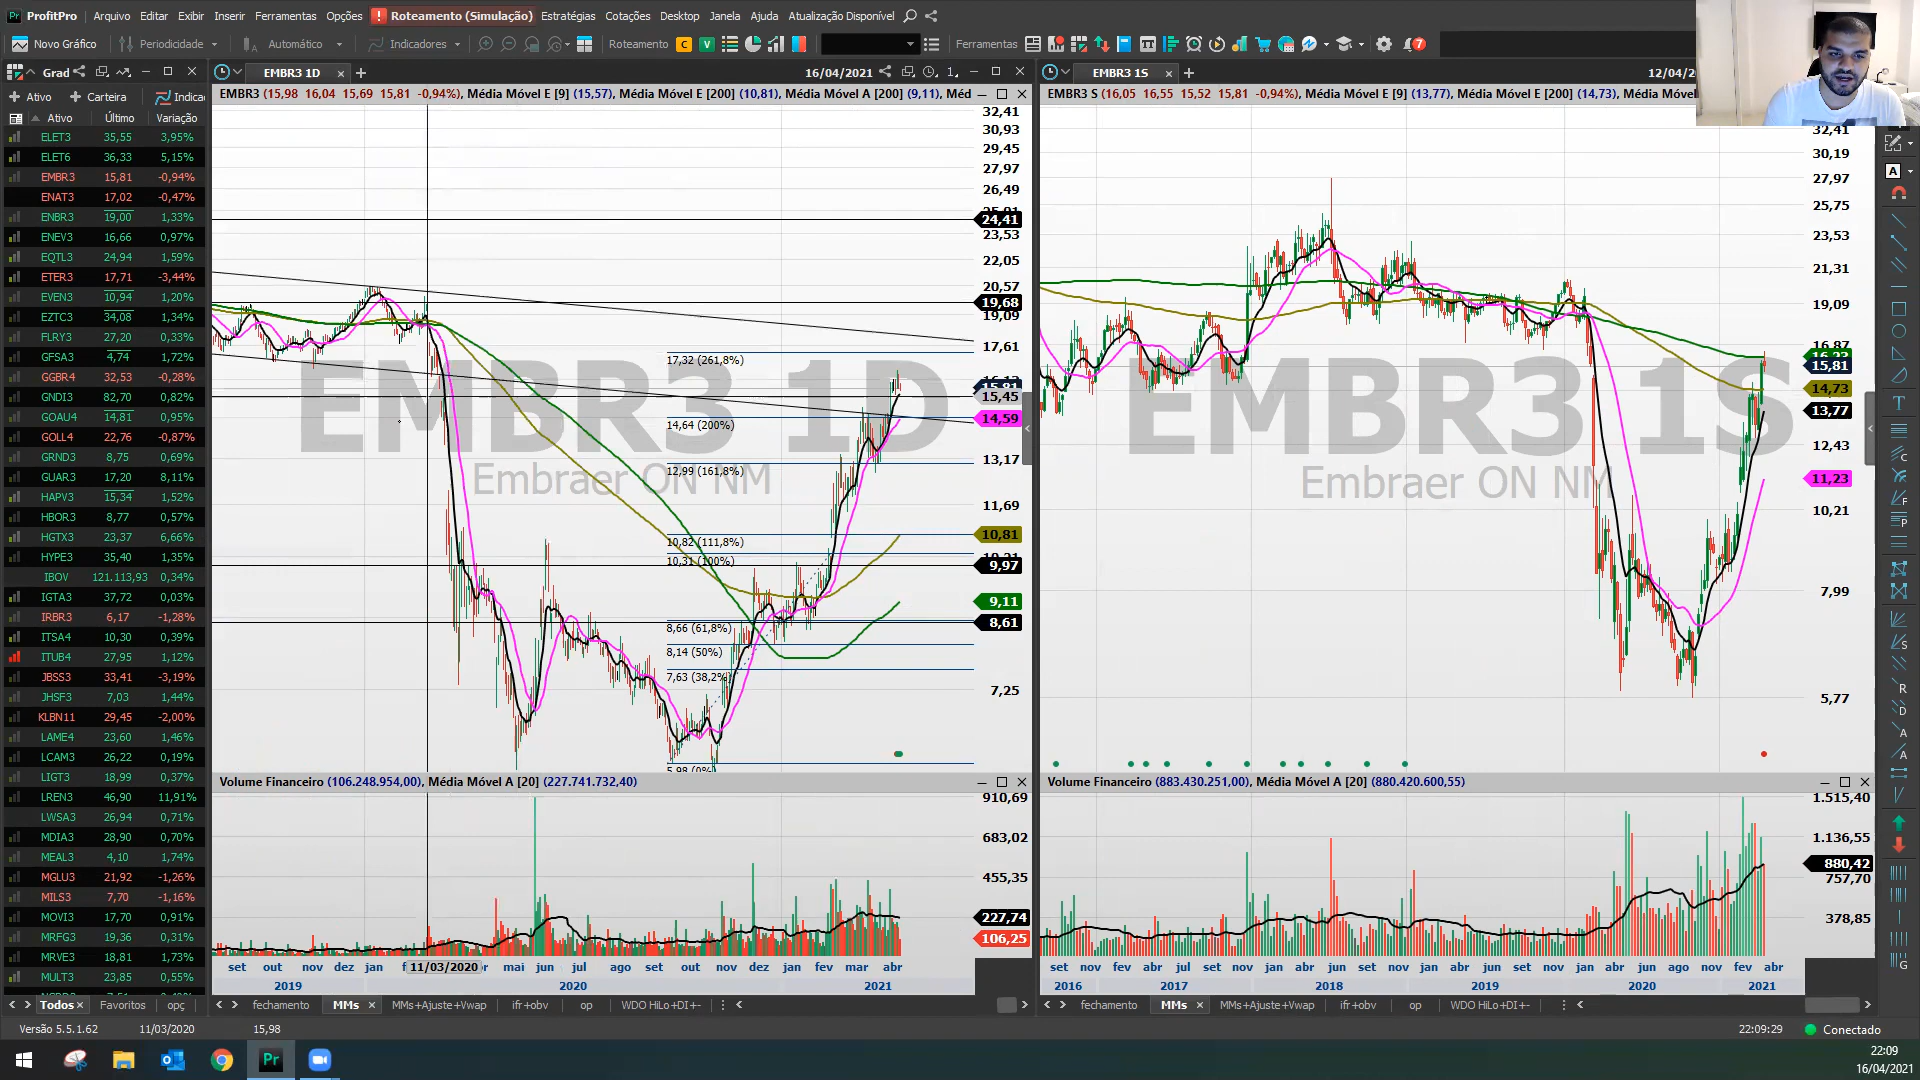 ProfitPro Arquivo Editar Exibir Inserir Ferramentas Opções Roteamento (Simulação) Estratégias Cotações Desktop Janela Ajuda Atualização Disponível
Novo Gráfico Periodicidade Automático Indicadores Roteamento C V Ferramentas 7
Grad
EMBR3 1D 16/04/2021 1
EMBR3 1S 12/04/2
Ativo Carteira Indica
EMBR3 (15,98 16,04 15,69 15,81 -0,94%), Média Móvel E [9] (15,57), Média Móvel E [200] (10,81), Média Móvel A [200] (9,11), Méd
EMBR3 S (16,05 16,55 15,52 15,81 -0,94%), Média Móvel E [9] (13,77), Média Móvel E [200] (14,73), Média Móvel
Ativo Último Variação
ELET3 35,55 3,95%
ELET6 36,33 5,15%
EMBR3 15,81 -0,94%
ENAT3 17,02 -0,47%
ENBR3 19,00 1,33%
ENEV3 16,66 0,97%
EQTL3 24,94 1,59%
ETER3 17,71 -3,44%
EVEN3 10,94 1,20%
EZTC3 34,08 1,34%
FLRY3 27,20 0,33%
GFSA3 4,74 1,72%
GGBR4 32,53 -0,28%
GNDI3 82,70 0,82%
GOAU4 14,81 0,95%
GOLL4 22,76 -0,87%
GRND3 8,75 0,69%
GUAR3 17,20 8,11%
HAPV3 15,34 1,52%
HBOR3 8,77 0,57%
HGTX3 23,37 6,66%
HYPE3 35,40 1,35%
IBOV 121.113,93 0,34%
IGTA3 37,72 0,03%
IRBR3 6,17 -1,28%
ITSA4 10,30 0,39%
ITUB4 27,95 1,12%
JBSS3 33,41 -3,19%
JHSF3 7,03 1,44%
KLBN11 29,45 -2,00%
LAME4 23,60 1,46%
LCAM3 26,22 0,19%
LIGT3 18,99 0,37%
LREN3 46,90 11,91%
LWSA3 26,94 0,71%
MDIA3 28,90 0,70%
MEAL3 4,10 1,74%
MGLU3 21,92 -1,26%
MILS3 7,70 -1,16%
MOVI3 17,70 0,91%
MRFG3 19,36 0,31%
MRVE3 18,81 1,73%
MULT3 23,85 0,55%
Todos Favoritos opç
EMBR3 1D
Embraer ON NM
17,32 (261,8%)
14,64 (200%)
12,99 (161,8%)
10,82 (111,8%)
10,31 (100%)
8,66 (61,8%)
8,14 (50%)
7,63 (38,2%)
5,98 (0%)
32,41
30,93
29,45
27,97
26,49
24,41
23,53
22,05
20,57
19,68
19,09
17,61
15,81
15,45
14,59
13,17
11,69
10,81
9,97
9,11
8,61
7,25
Volume Financeiro (106.248.954,00), Média Móvel A [20] (227.741.732,40)
910,69
683,02
455,35
227,74
106,25
set out nov dez jan 11/03/2020 mai jun jul ago set out nov dez jan fev mar abr
2019 2020 2021
fechamento MMs MMs+Ajuste+Vwap ifr+obv op WDO HiLo+DI+-
EMBR3 1S
Embraer ON NM
32,41
30,19
27,97
25,75
23,53
21,31
19,09
16,87
15,81
14,73
13,77
12,43
11,23
10,21
7,99
5,77
Volume Financeiro (883.430.251,00), Média Móvel A [20] (880.420.600,55)
1.515,40
1.136,55
880,42
757,70
378,85
set nov fev abr jul set nov jan abr jun set nov jan abr jun set nov jan abr jun ago nov fev abr
2016 2017 2018 2019 2020 2021
fechamento MMs MMs+Ajuste+Vwap ifr+obv op WDO HiLo+DI+-
Versão 5.5.1.62 11/03/2020 15,98 22:09:29 Conectado
22:09
16/04/2021